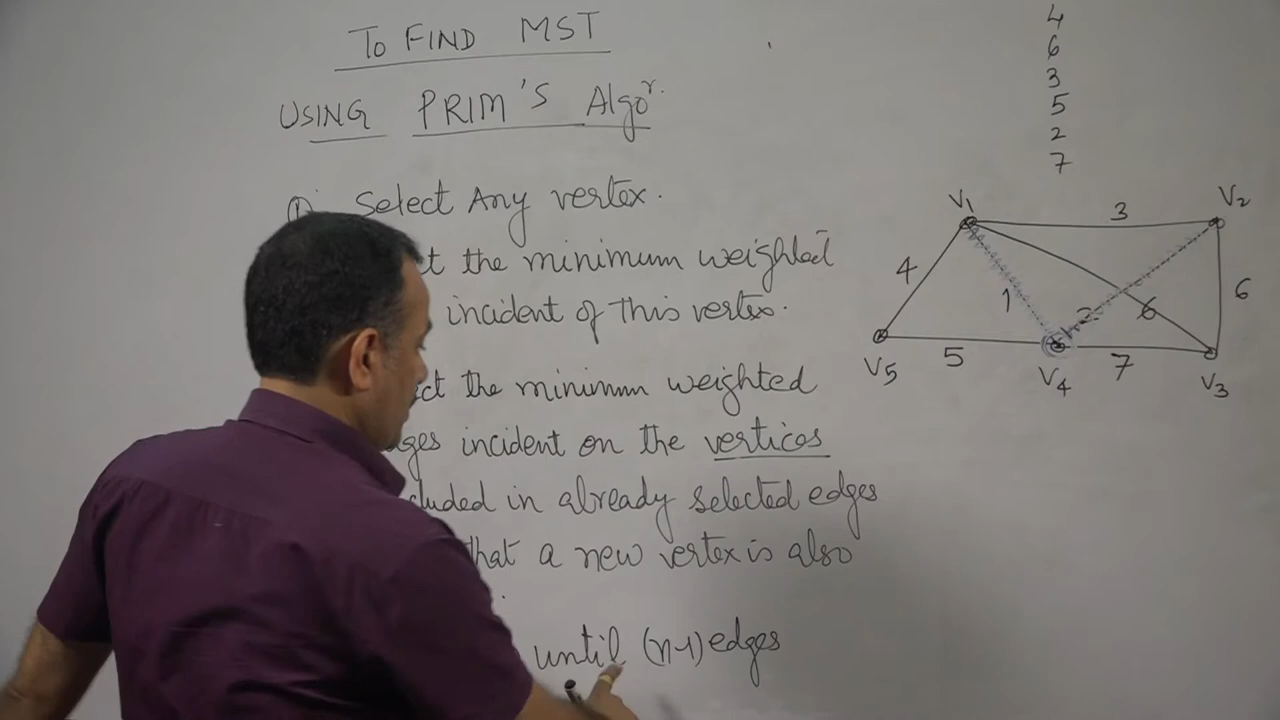 TO FIND MST
USING PRIM'S Algoʳ.
① Select Any vertex.
the minimum weighted
incident of this vertex.
the minimum weighted
incident on the vertices
in already selected edges
that a new vertex is also
until (n-1) edges
4
6
3
5
2
7
V₁
3
V₂
4
1
2
6
6
V₅
5
V₄
7
V₃